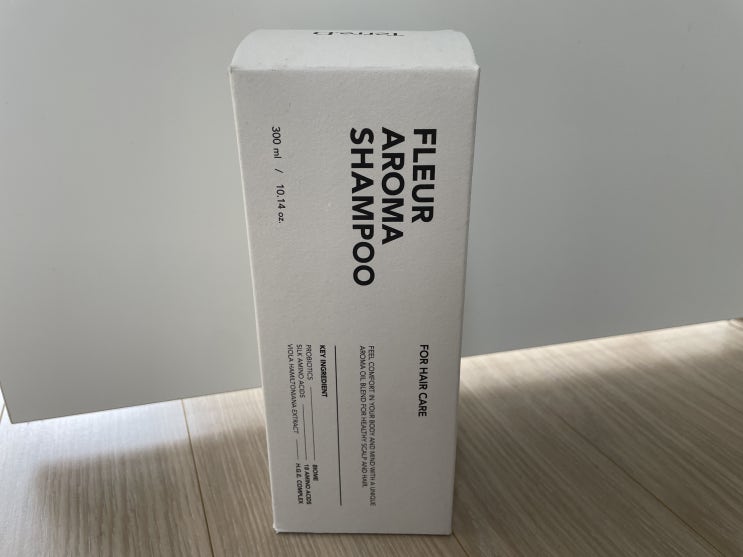 FLEUR
AROMA
SHAMPOO
300 ml / 10.14 oz.
FOR HAIR CARE
FEEL COMFORT IN YOUR BODY AND MIND WITH A UNIQUE
AROMA OIL BLEND FOR HEALTHY SCALP AND HAIR.
KEY INGREDIENT
PROBIOTICS BIOME
SILK AMINO ACIDS 18 AMINO ACIDS
VIOLA HAMILTONIANA EXTRACT H.G.E. COMPLEX